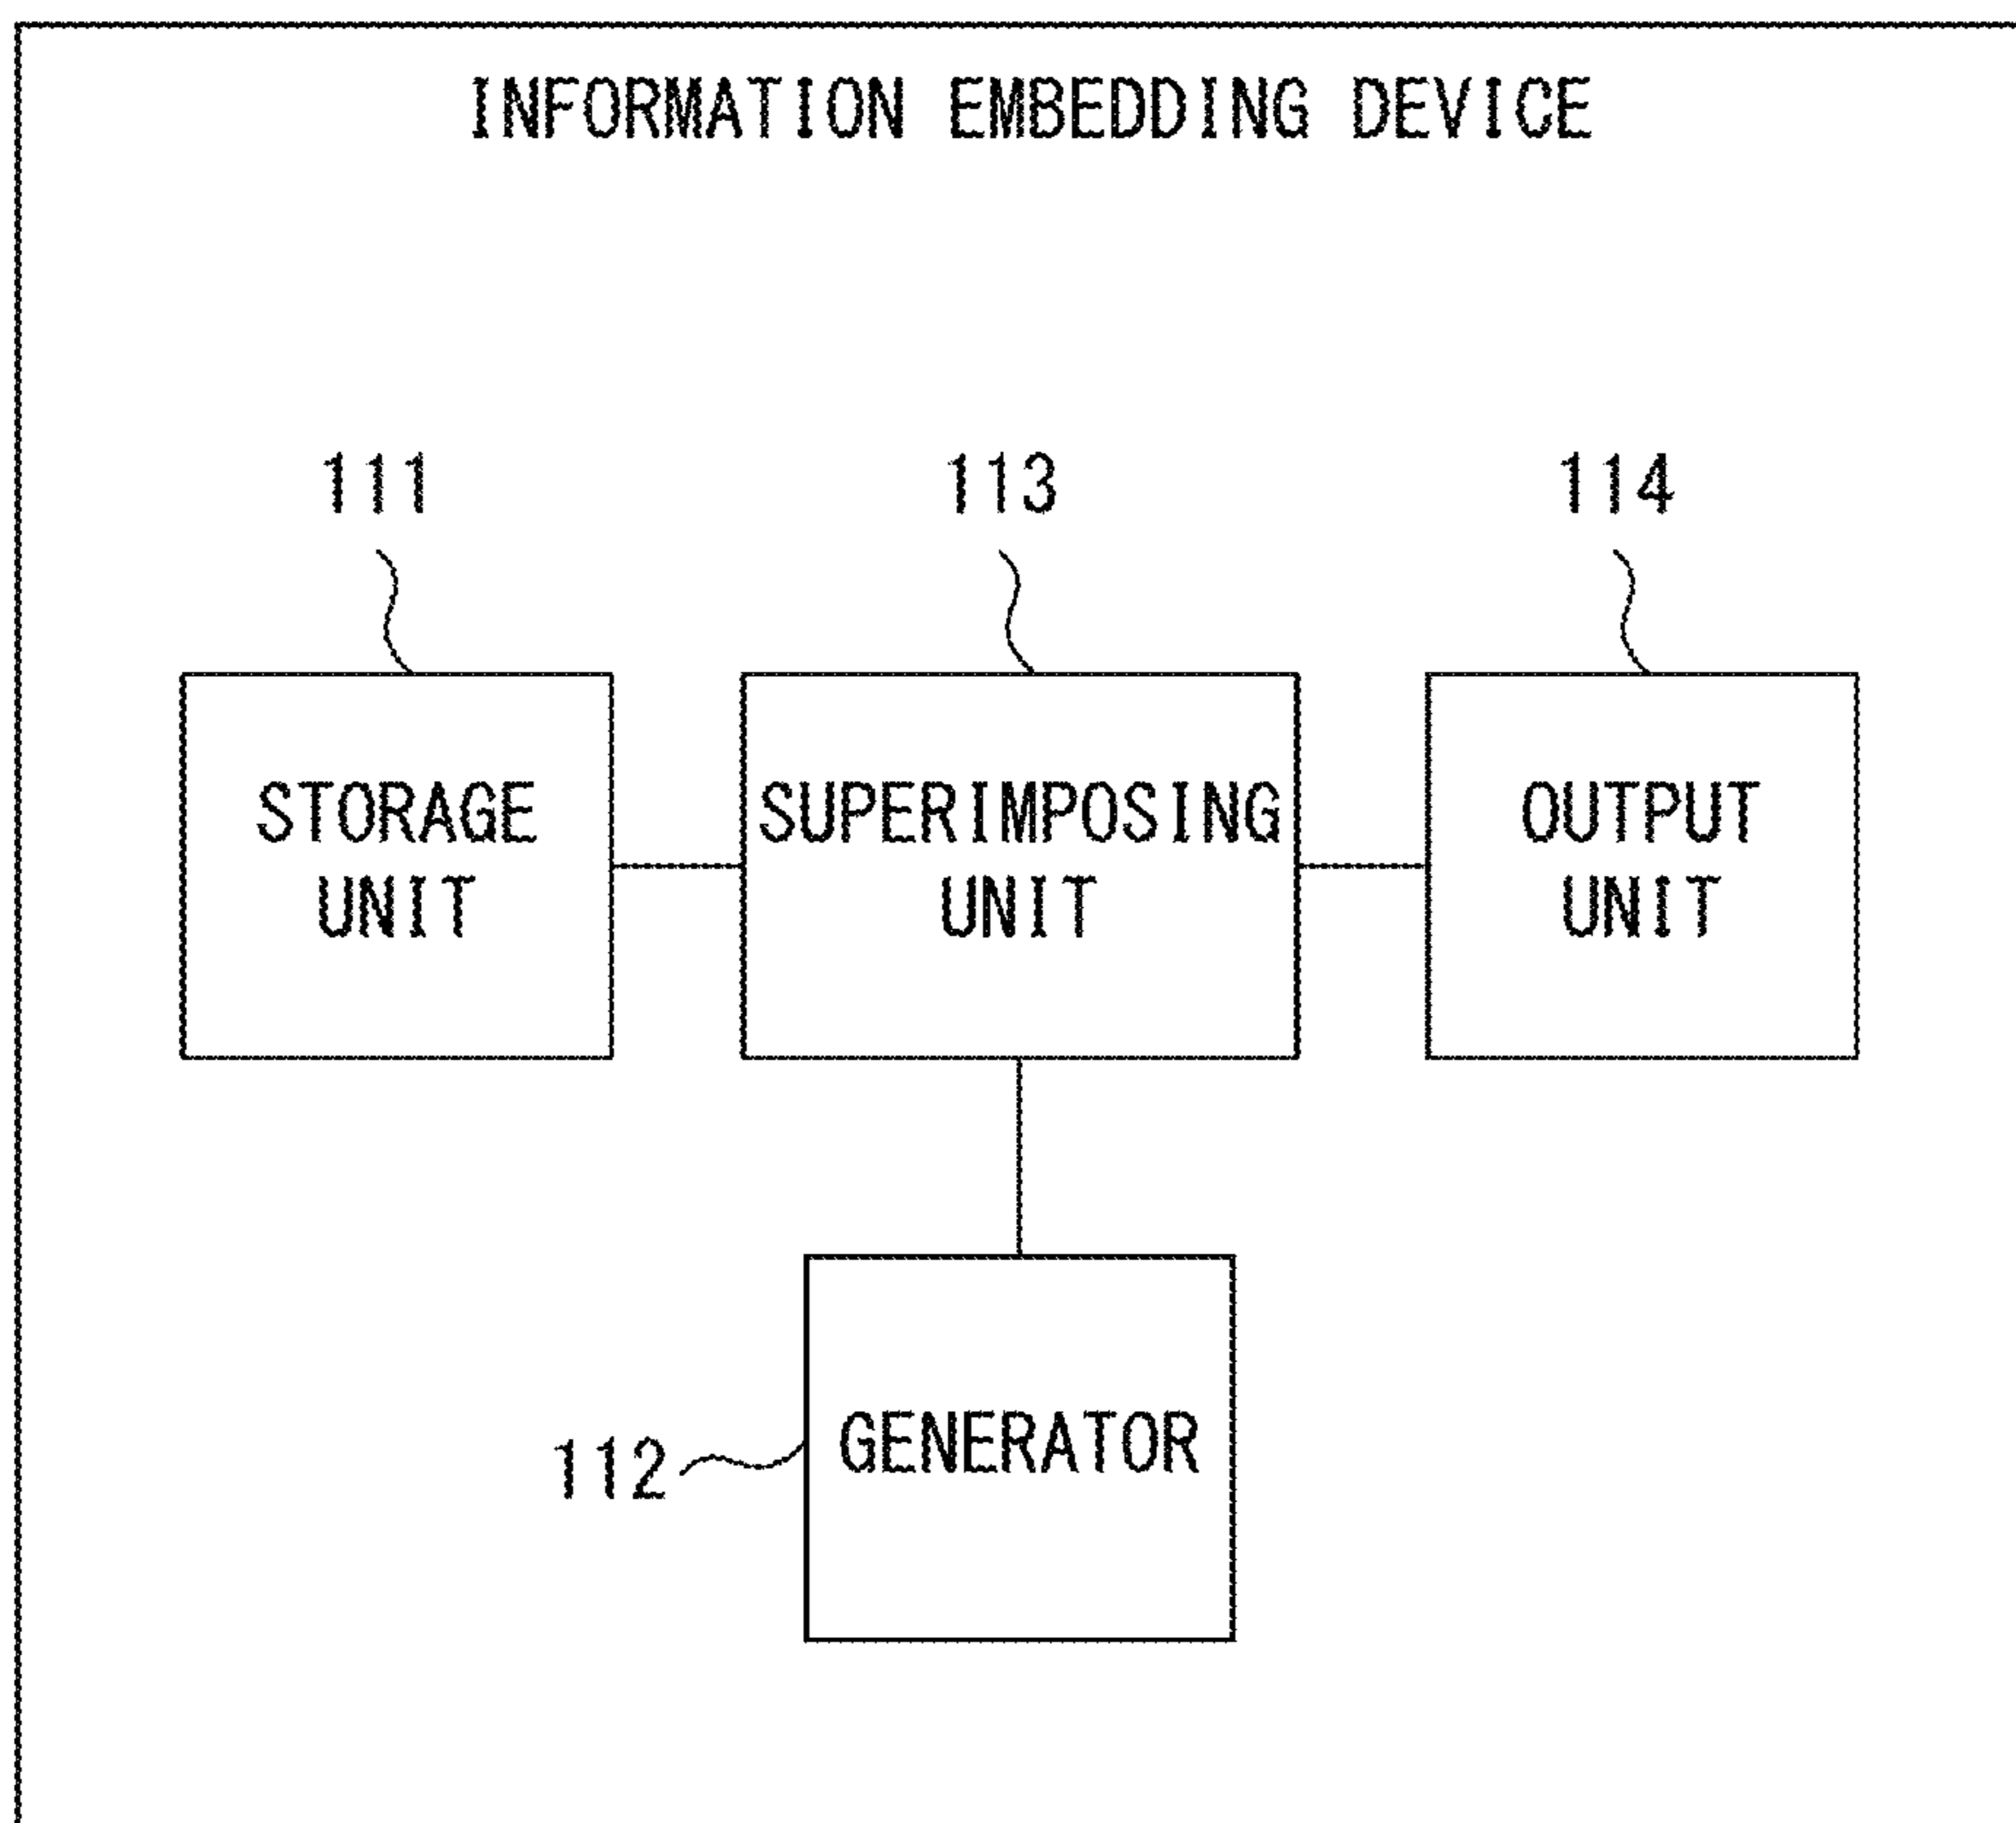 INFORMATION EMBEDDING DEVICE
111
113
114
STORAGE
UNIT
SUPERIMPOSING
UNIT
OUTPUT
UNIT
112
GENERATOR